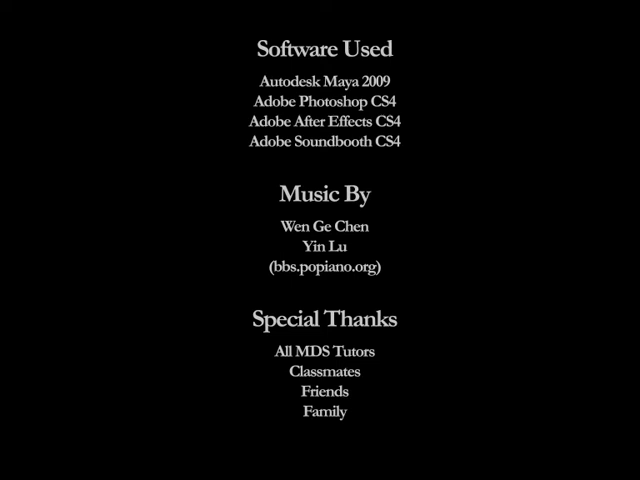 Software Used
Autodesk Maya 2009
Adobe Photoshop CS4
Adobe After Effects CS4
Adobe Soundbooth CS4
Music By
Wen Ge Chen
Yin Lu
(bbs.popiano.org)
Special Thanks
All MDS Tutors
Classmates
Friends
Family